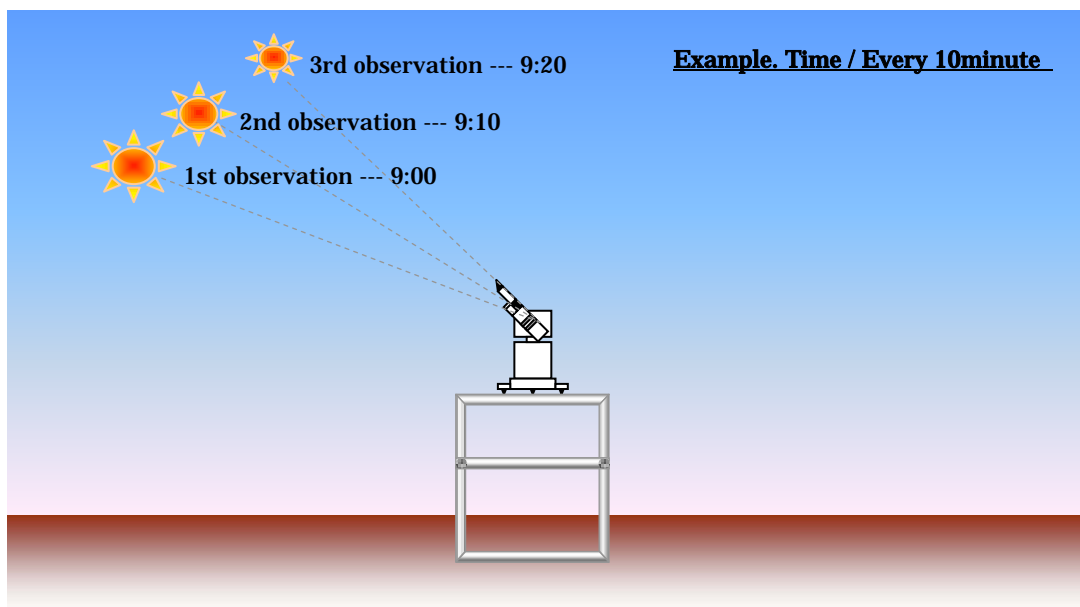 Example. Time / Every 10minute
3rd observation --- 9:20
2nd observation --- 9:10
1st observation --- 9:00